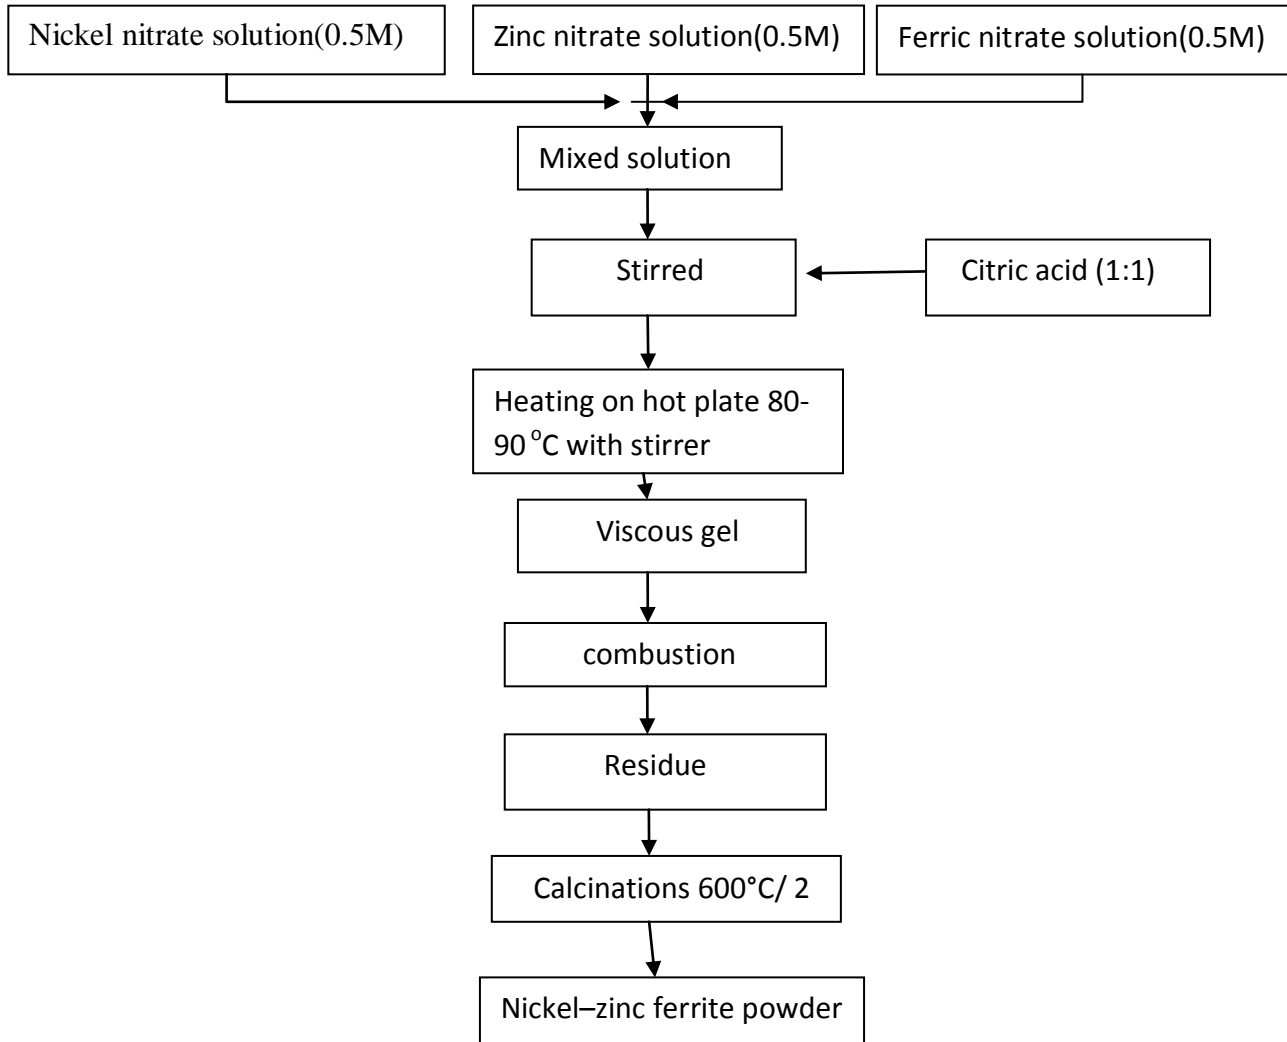 Nickel nitrate solution(0.5M)
Zinc nitrate solution(0.5M)
Ferric nitrate solution(0.5M)
Mixed solution
Stirred
Citric acid (1:1)
Heating on hot plate 80-
90 °C with stirrer
Viscous gel
combustion
Residue
Calcinations 600°C/ 2
Nickel–zinc ferrite powder